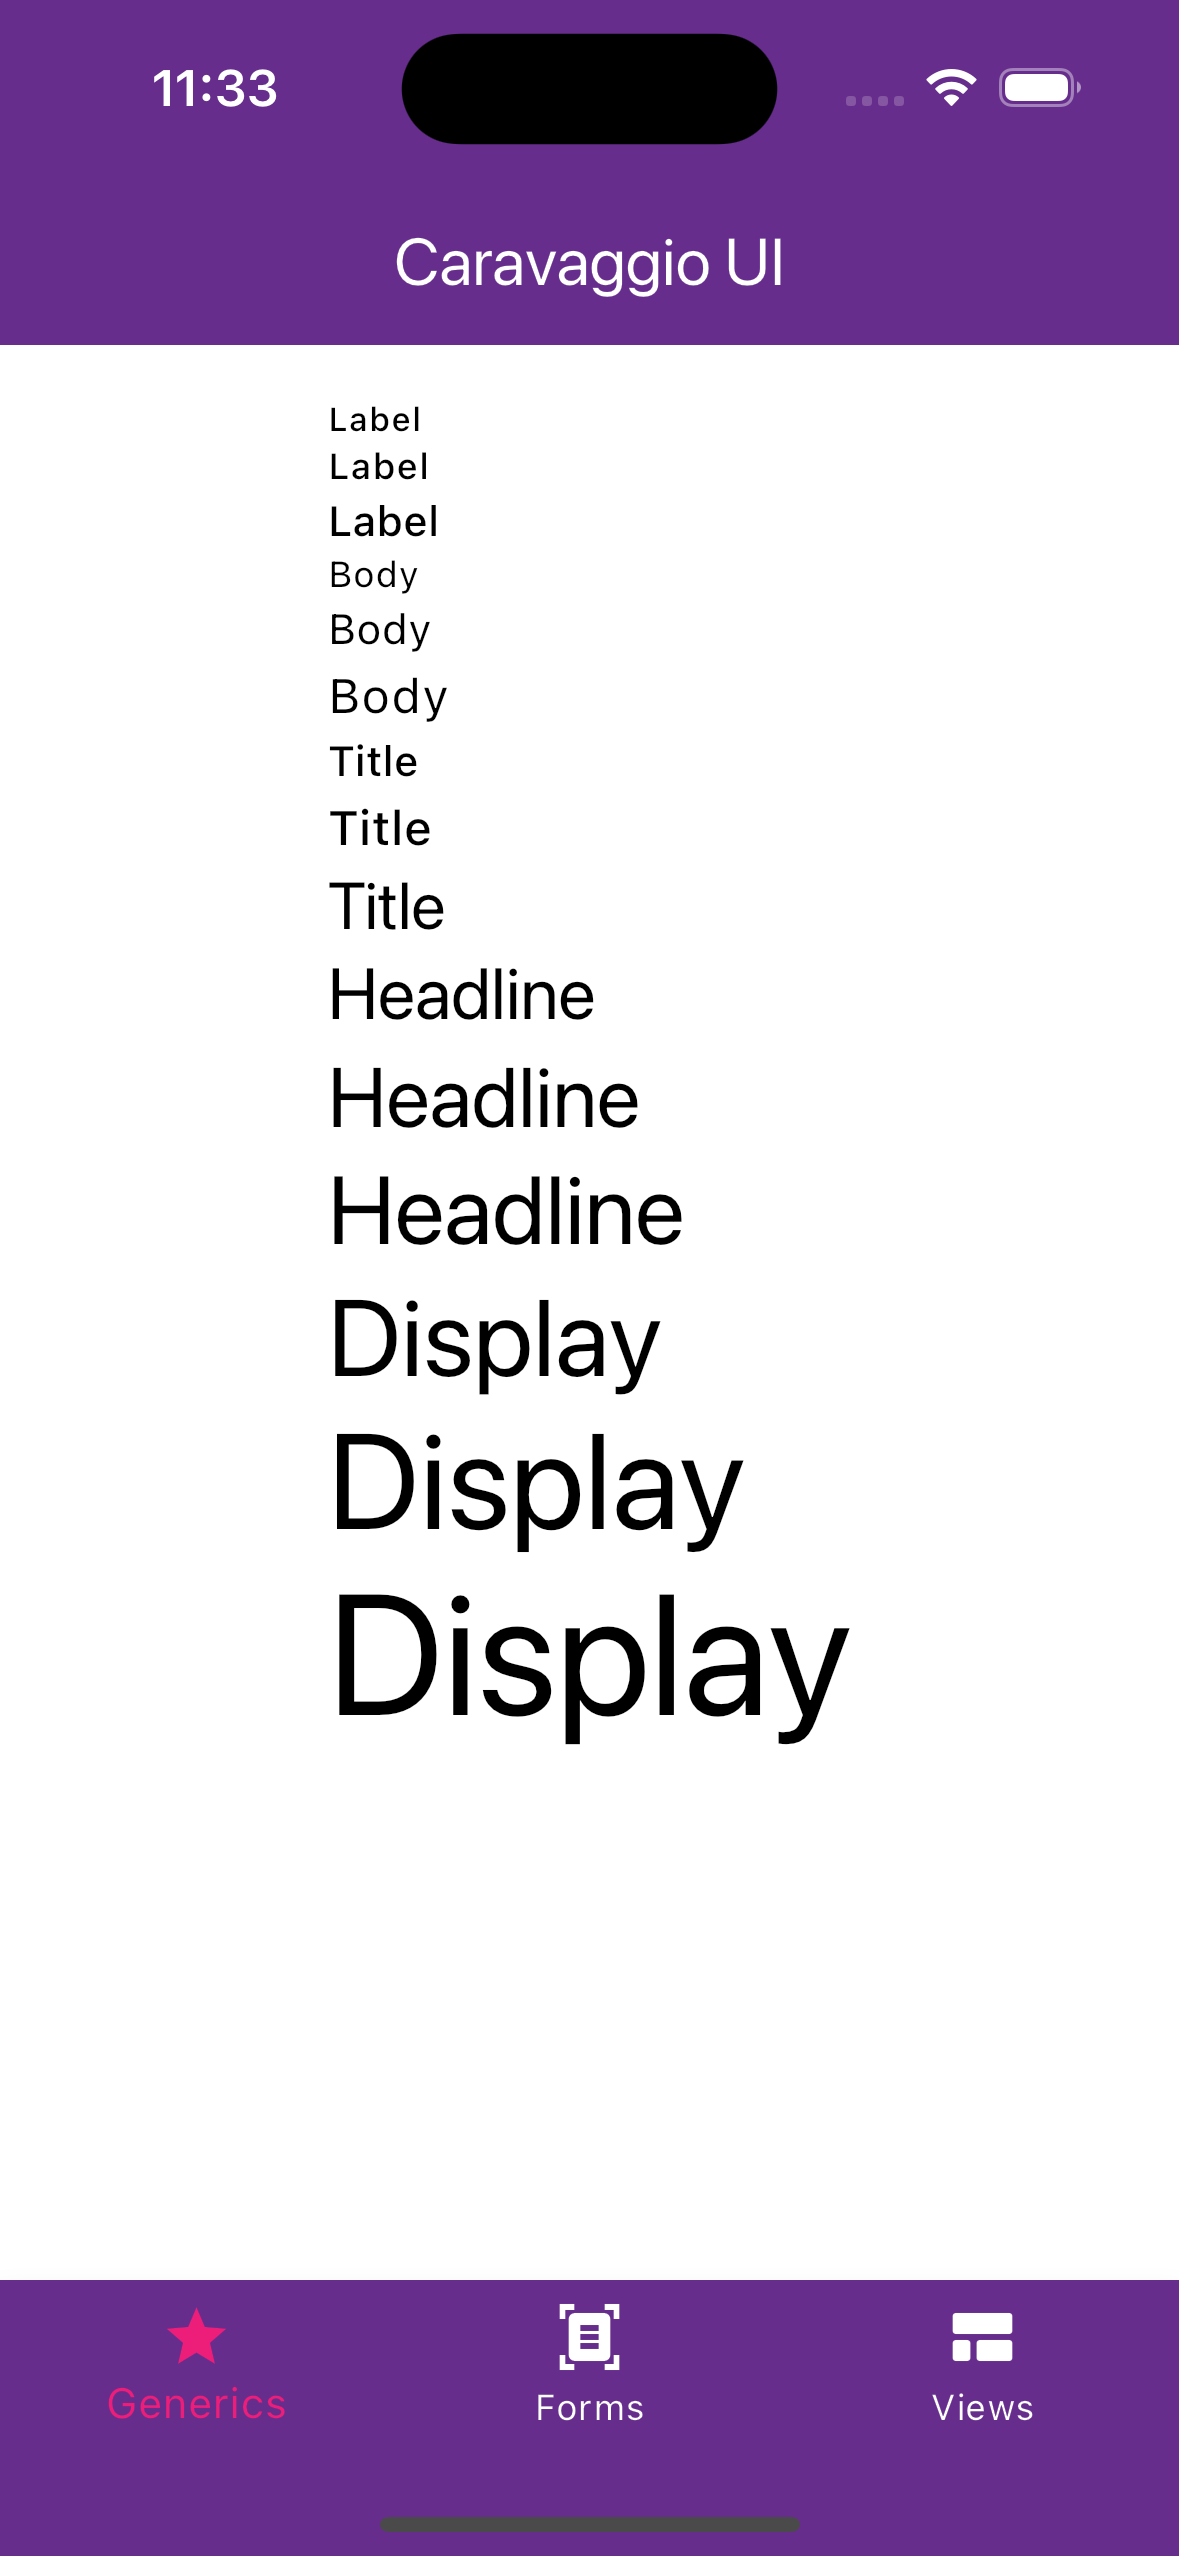 11:33
Caravaggio UI
Label
Label
Label
Body
Body
Body
Title
Title
Title
Headline
Headline
Headline
Display
Display
Display
Generics
Forms
Views